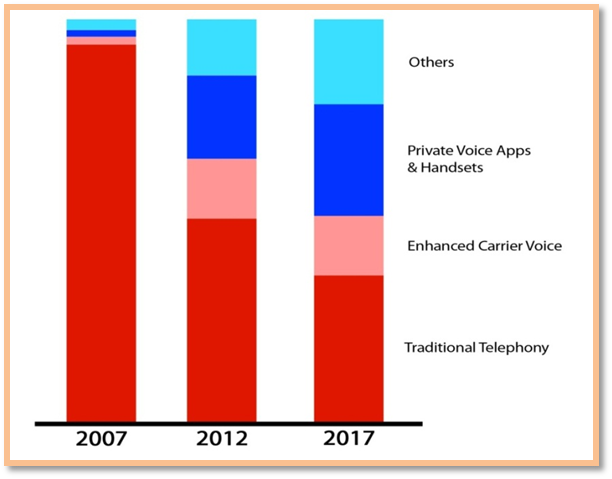 Others
Private Voice Apps
& Handsets
Enhanced Carrier Voice
Traditional Telephony
2007 2012 2017